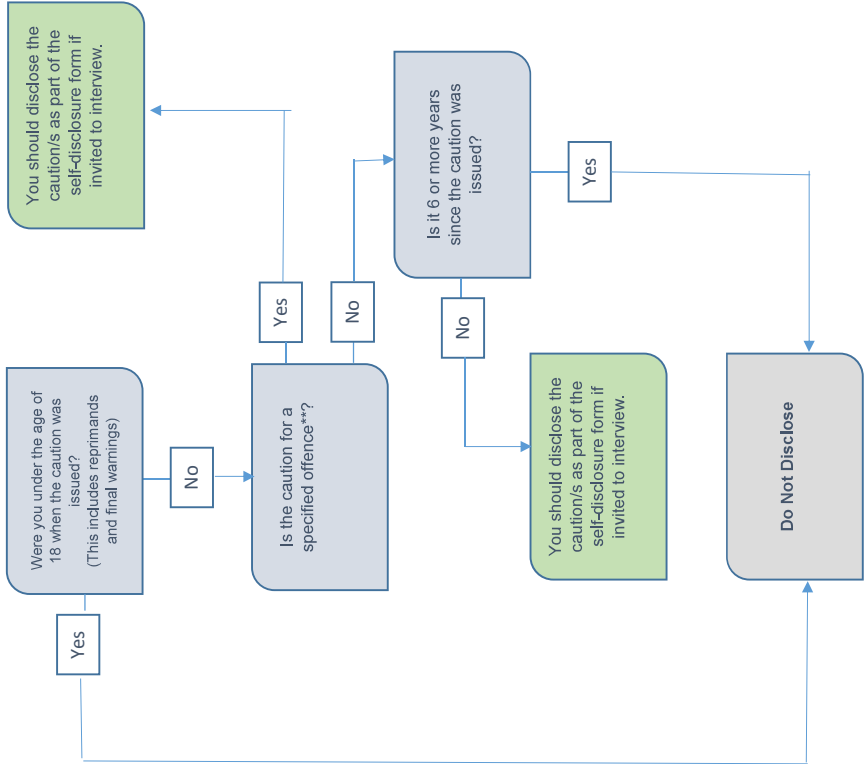 Were you under the age of
18 when the caution was
issued?
(This includes reprimands
and final warnings)
Yes
No
Is the caution for a
specified offence**?
Yes
You should disclose the
caution/s as part of the
self-disclosure form if
invited to interview.
No
Is it 6 or more years
since the caution was
issued?
No
You should disclose the
caution/s as part of the
self-disclosure form if
invited to interview.
Yes
Do Not Disclose